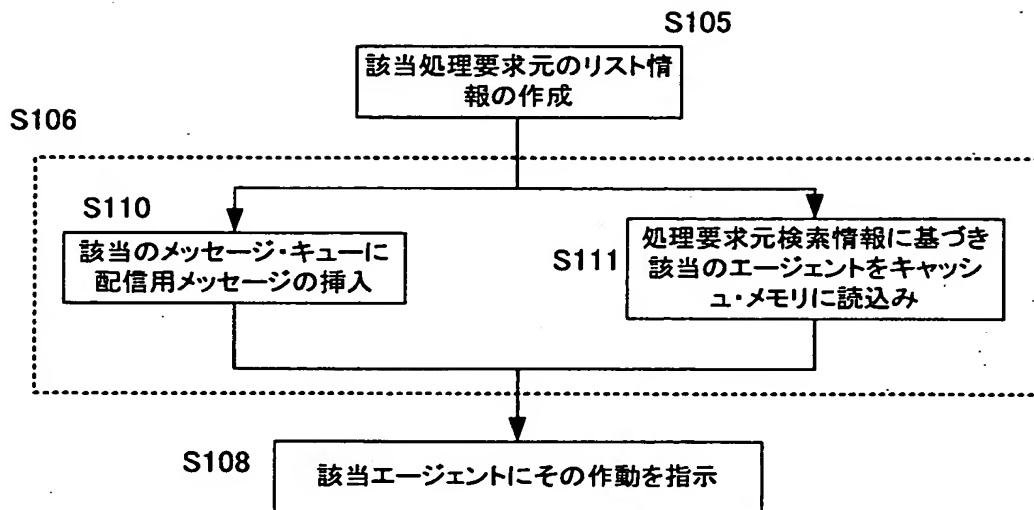 S105
該当処理要求元のリスト情
報の作成
S106
S110
該当のメッセージ・キューに
配信用メッセージの挿入
S111
処理要求元検索情報に基づき
該当のエージェントをキャッシ
ュ・メモリに読込み
S108
該当エージェントにその作動を指示